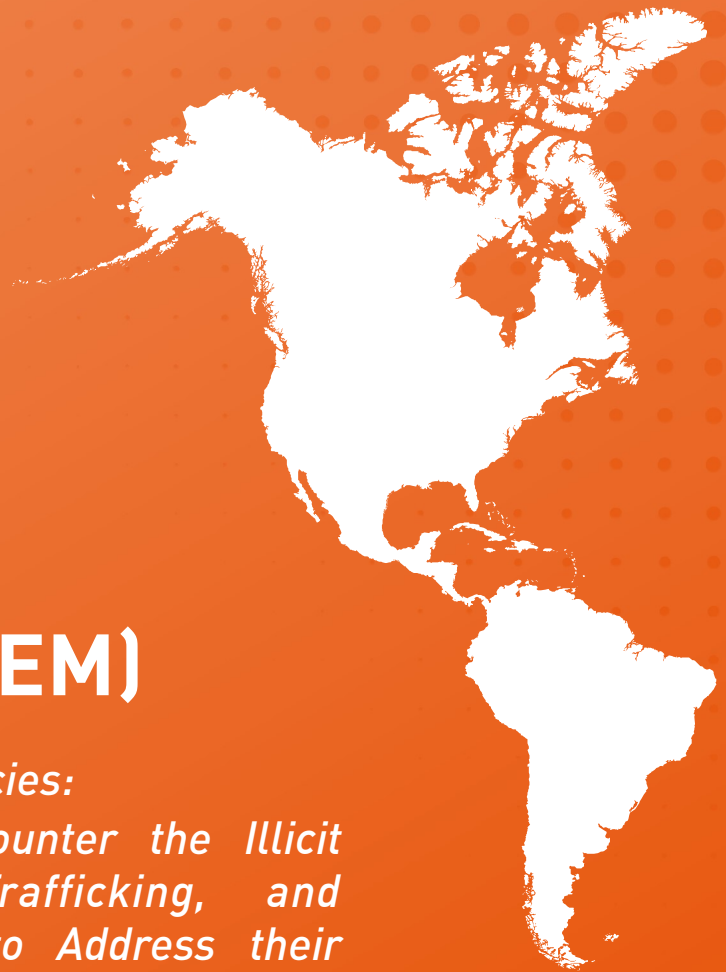 EM)
cies:
ounter the Illicit
rafficking, and
o Address their